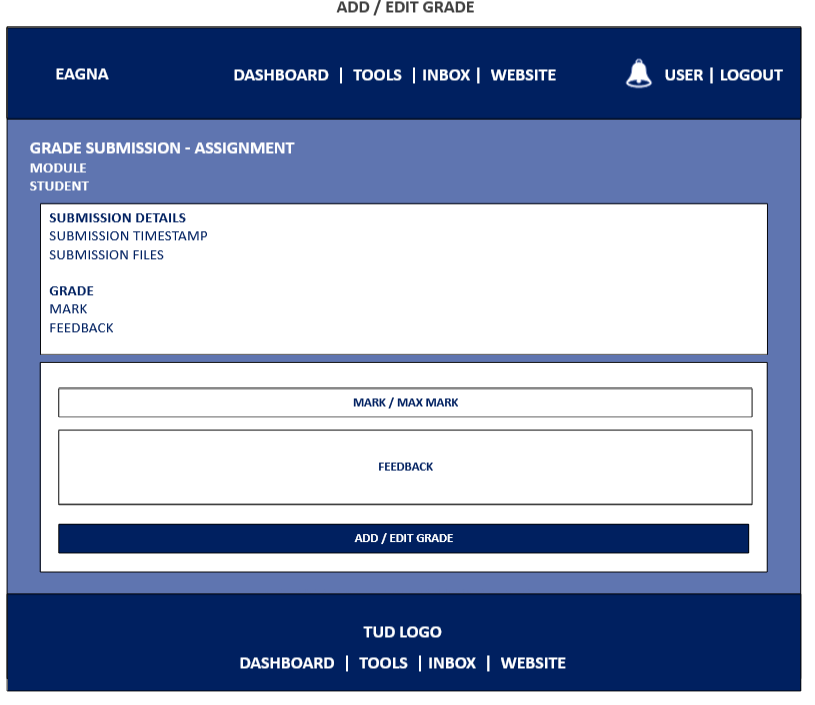 ADD / EDIT GRADE
EAGNA
DASHBOARD | TOOLS | INBOX | WEBSITE
USER | LOGOUT
GRADE SUBMISSION - ASSIGNMENT
MODULE
STUDENT
SUBMISSION DETAILS
SUBMISSION TIMESTAMP
SUBMISSION FILES
GRADE
MARK
FEEDBACK
MARK / MAX MARK
FEEDBACK
ADD / EDIT GRADE
TUD LOGO
DASHBOARD | TOOLS | INBOX | WEBSITE